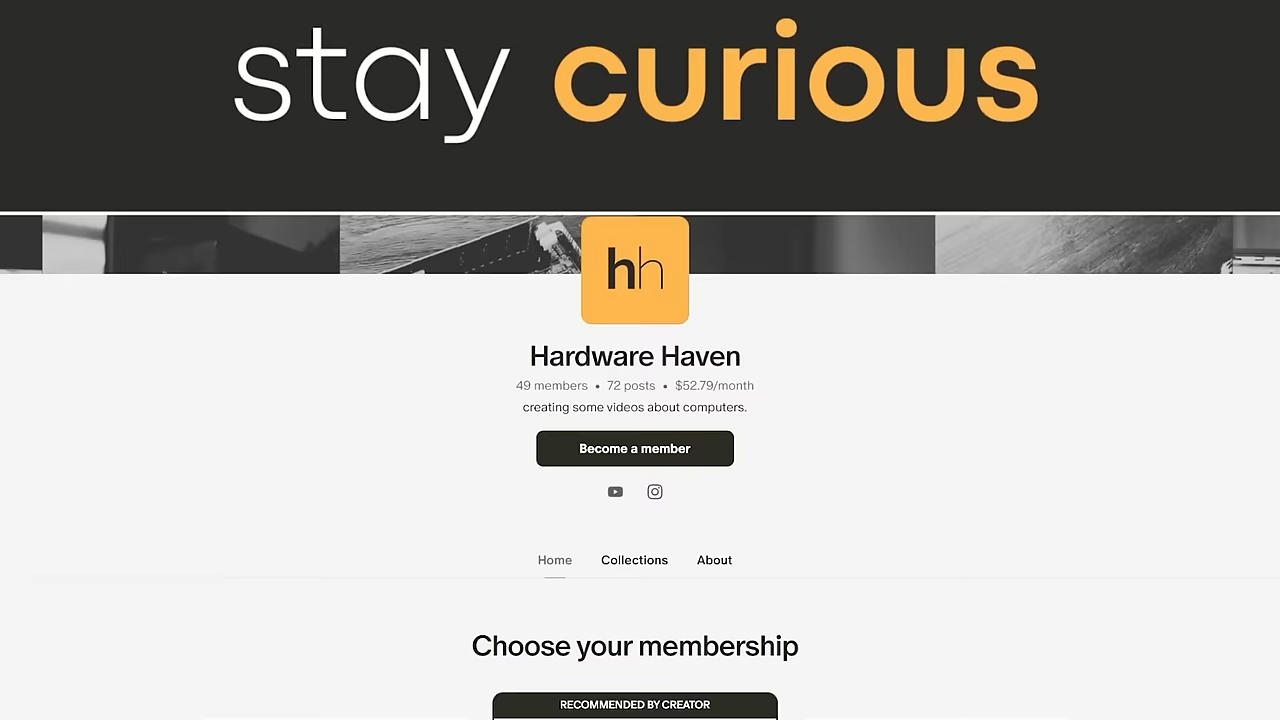 stay curious
hh
Hardware Haven
49 members • 72 posts • $52.79/month
creating some videos about computers.
Become a member
Home Collections About
Choose your membership
RECOMMENDED BY CREATOR